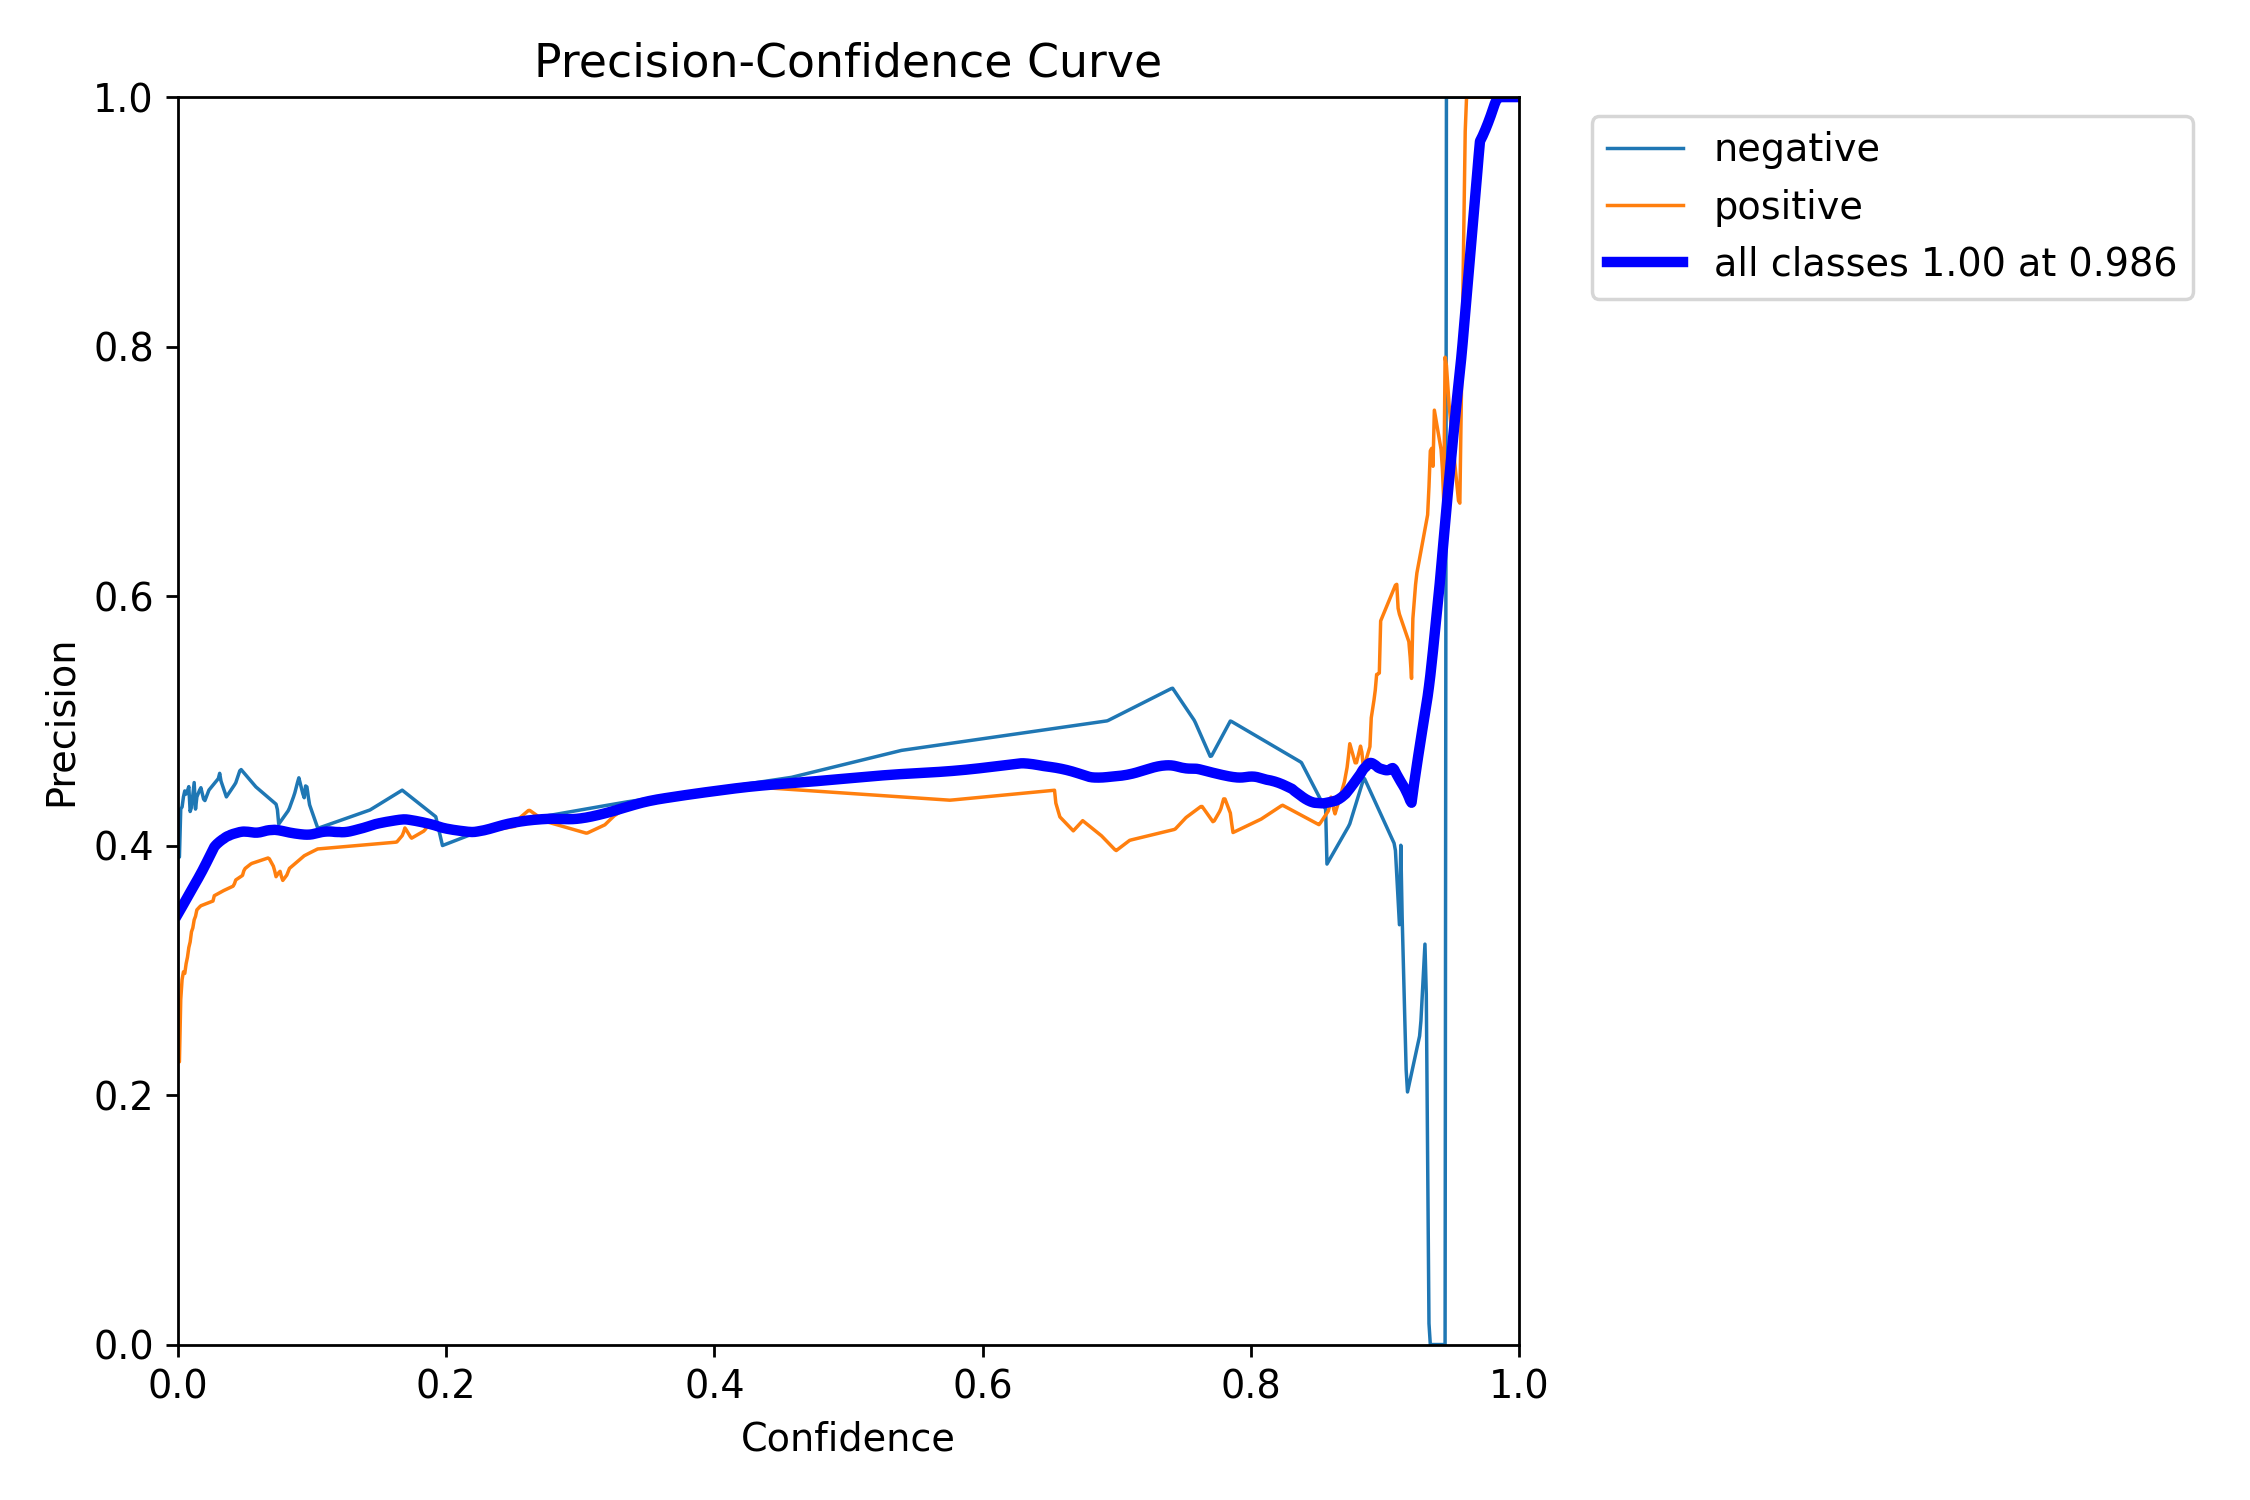 Precision-Confidence Curve
1.0
0.8
0.6
0.4
0.2
0.0
Precision
0.0 0.2 0.4 0.6 0.8 1.0
Confidence
negative
positive
all classes 1.00 at 0.986